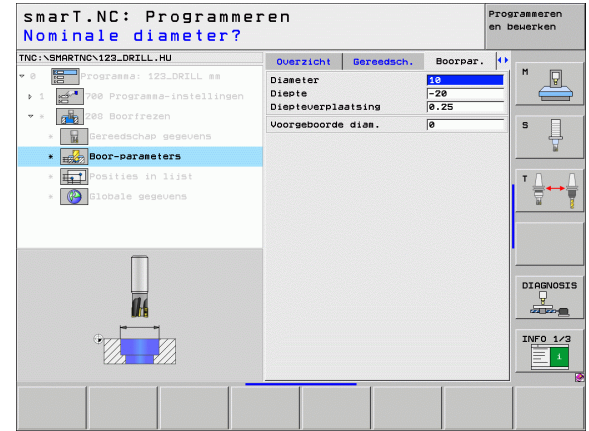 smarT.NC: Programmeren
Nominale diameter?
Programmeren
en bewerken
TNC:\SMARTNC\123_DRILL.HU
0 Programma: 123_DRILL mm
1 700 Programma-instellingen
* 208 Boorfrezen
* Gereedschap gegevens
* Boor-parameters
* Posities in lijst
* Globale gegevens
Overzicht Gereedsch. Boorpar.
Diameter 10
Diepte -20
Diepteverplaatsing 0.25
Voorgeboorde diam. 0
M
S
T
DIAGNOSIS
INFO 1/3